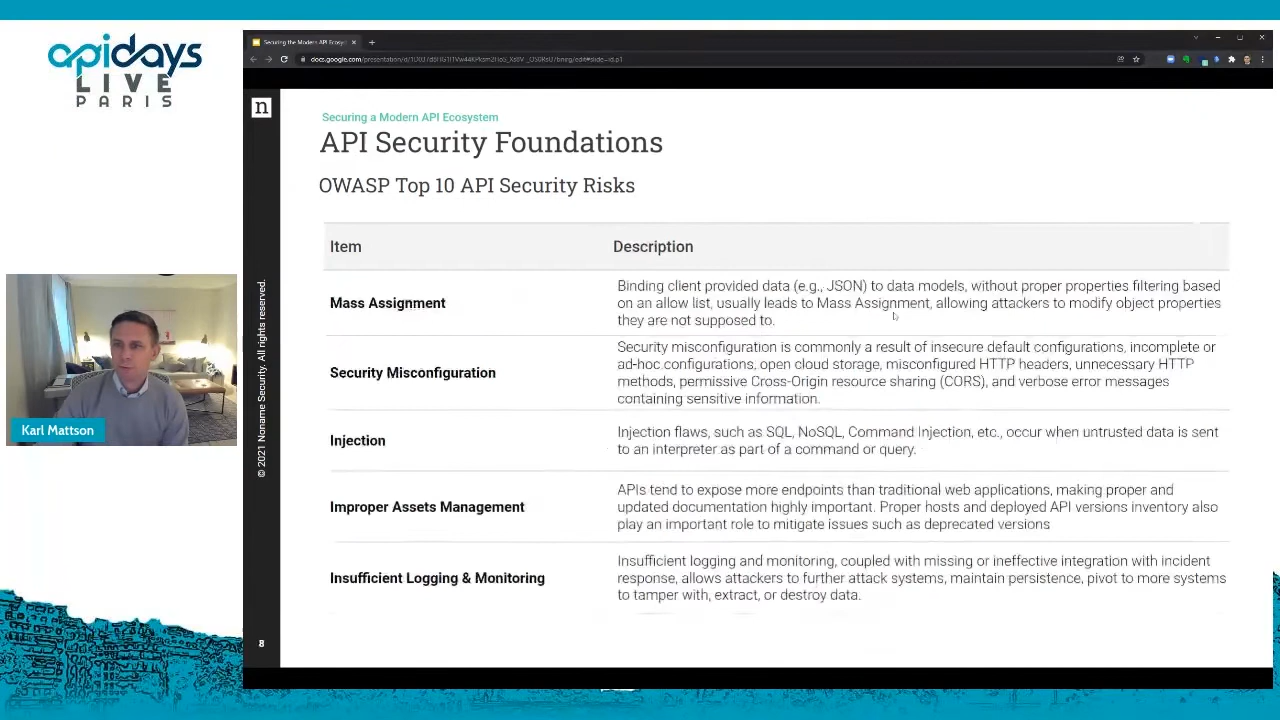 apidays
LIVE
PARIS
Securing the Modern API Ecosys
n
Securing a Modern API Ecosystem
API Security Foundations
OWASP Top 10 API Security Risks
Item Description
Mass Assignment
Binding client provided data (e.g., JSON) to data models, without proper properties filtering based
on an allow list, usually leads to Mass Assignment, allowing attackers to modify object properties
they are not supposed to.
Security Misconfiguration
Security misconfiguration is commonly a result of insecure default configurations, incomplete or
ad-hoc configurations, open cloud storage, misconfigured HTTP headers, unnecessary HTTP
methods, permissive Cross-Origin resource sharing (CORS), and verbose error messages
containing sensitive information.
Injection
Injection flaws, such as SQL, NoSQL, Command Injection, etc., occur when untrusted data is sent
to an interpreter as part of a command or query.
Improper Assets Management
APIs tend to expose more endpoints than traditional web applications, making proper and
updated documentation highly important. Proper hosts and deployed API versions inventory also
play an important role to mitigate issues such as deprecated versions
Insufficient Logging & Monitoring
Insufficient logging and monitoring, coupled with missing or ineffective integration with incident
response, allows attackers to further attack systems, maintain persistence, pivot to more systems
to tamper with, extract, or destroy data.
© 2021 Noname Security. All rights reserved.
8
Karl Mattson